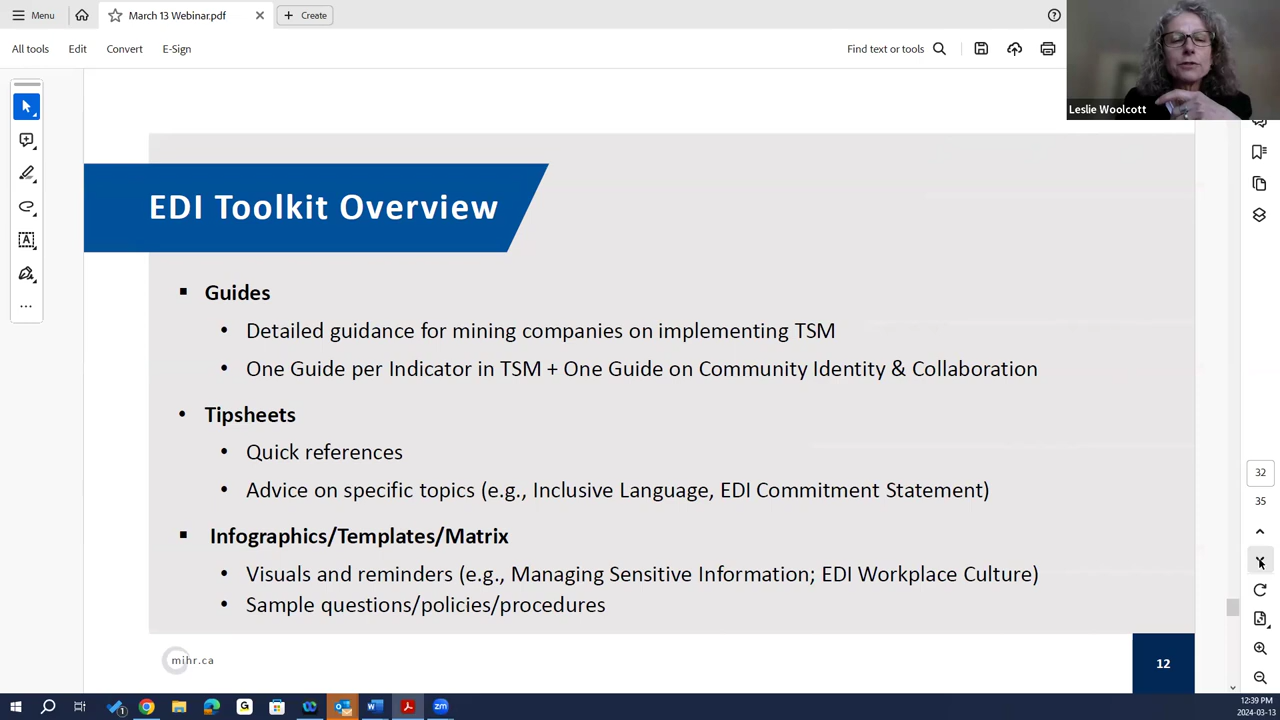 Menu
March 13 Webinar.pdf
Create
All tools
Edit
Convert
E-Sign
Find text or tools
Leslie Woolcott
EDI Toolkit Overview
▪ Guides
• Detailed guidance for mining companies on implementing TSM
• One Guide per Indicator in TSM + One Guide on Community Identity & Collaboration
• Tipsheets
• Quick references
• Advice on specific topics (e.g., Inclusive Language, EDI Commitment Statement)
▪ Infographics/Templates/Matrix
• Visuals and reminders (e.g., Managing Sensitive Information; EDI Workplace Culture)
• Sample questions/policies/procedures
mihr.ca
12
32
35
12:39 PM
2024-03-13